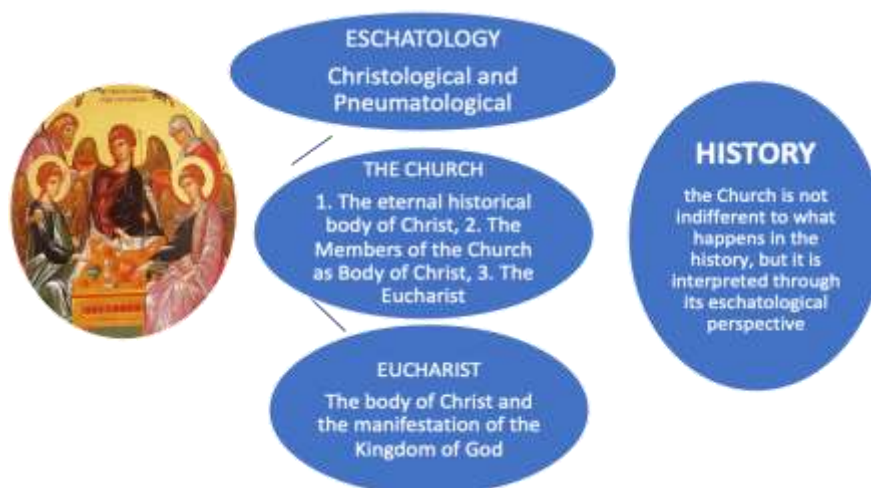 ESCHATOLOGY
Christological and
Pneumatological
THE CHURCH
1. The eternal historical
body of Christ, 2. The
Members of the Church
as Body of Christ, 3. The
Eucharist
EUCHARIST
The body of Christ and
the manifestation of the
Kingdom of God
HISTORY
the Church is not
indifferent to what
happens in the
history, but it is
interpreted through
its eschatological
perspective